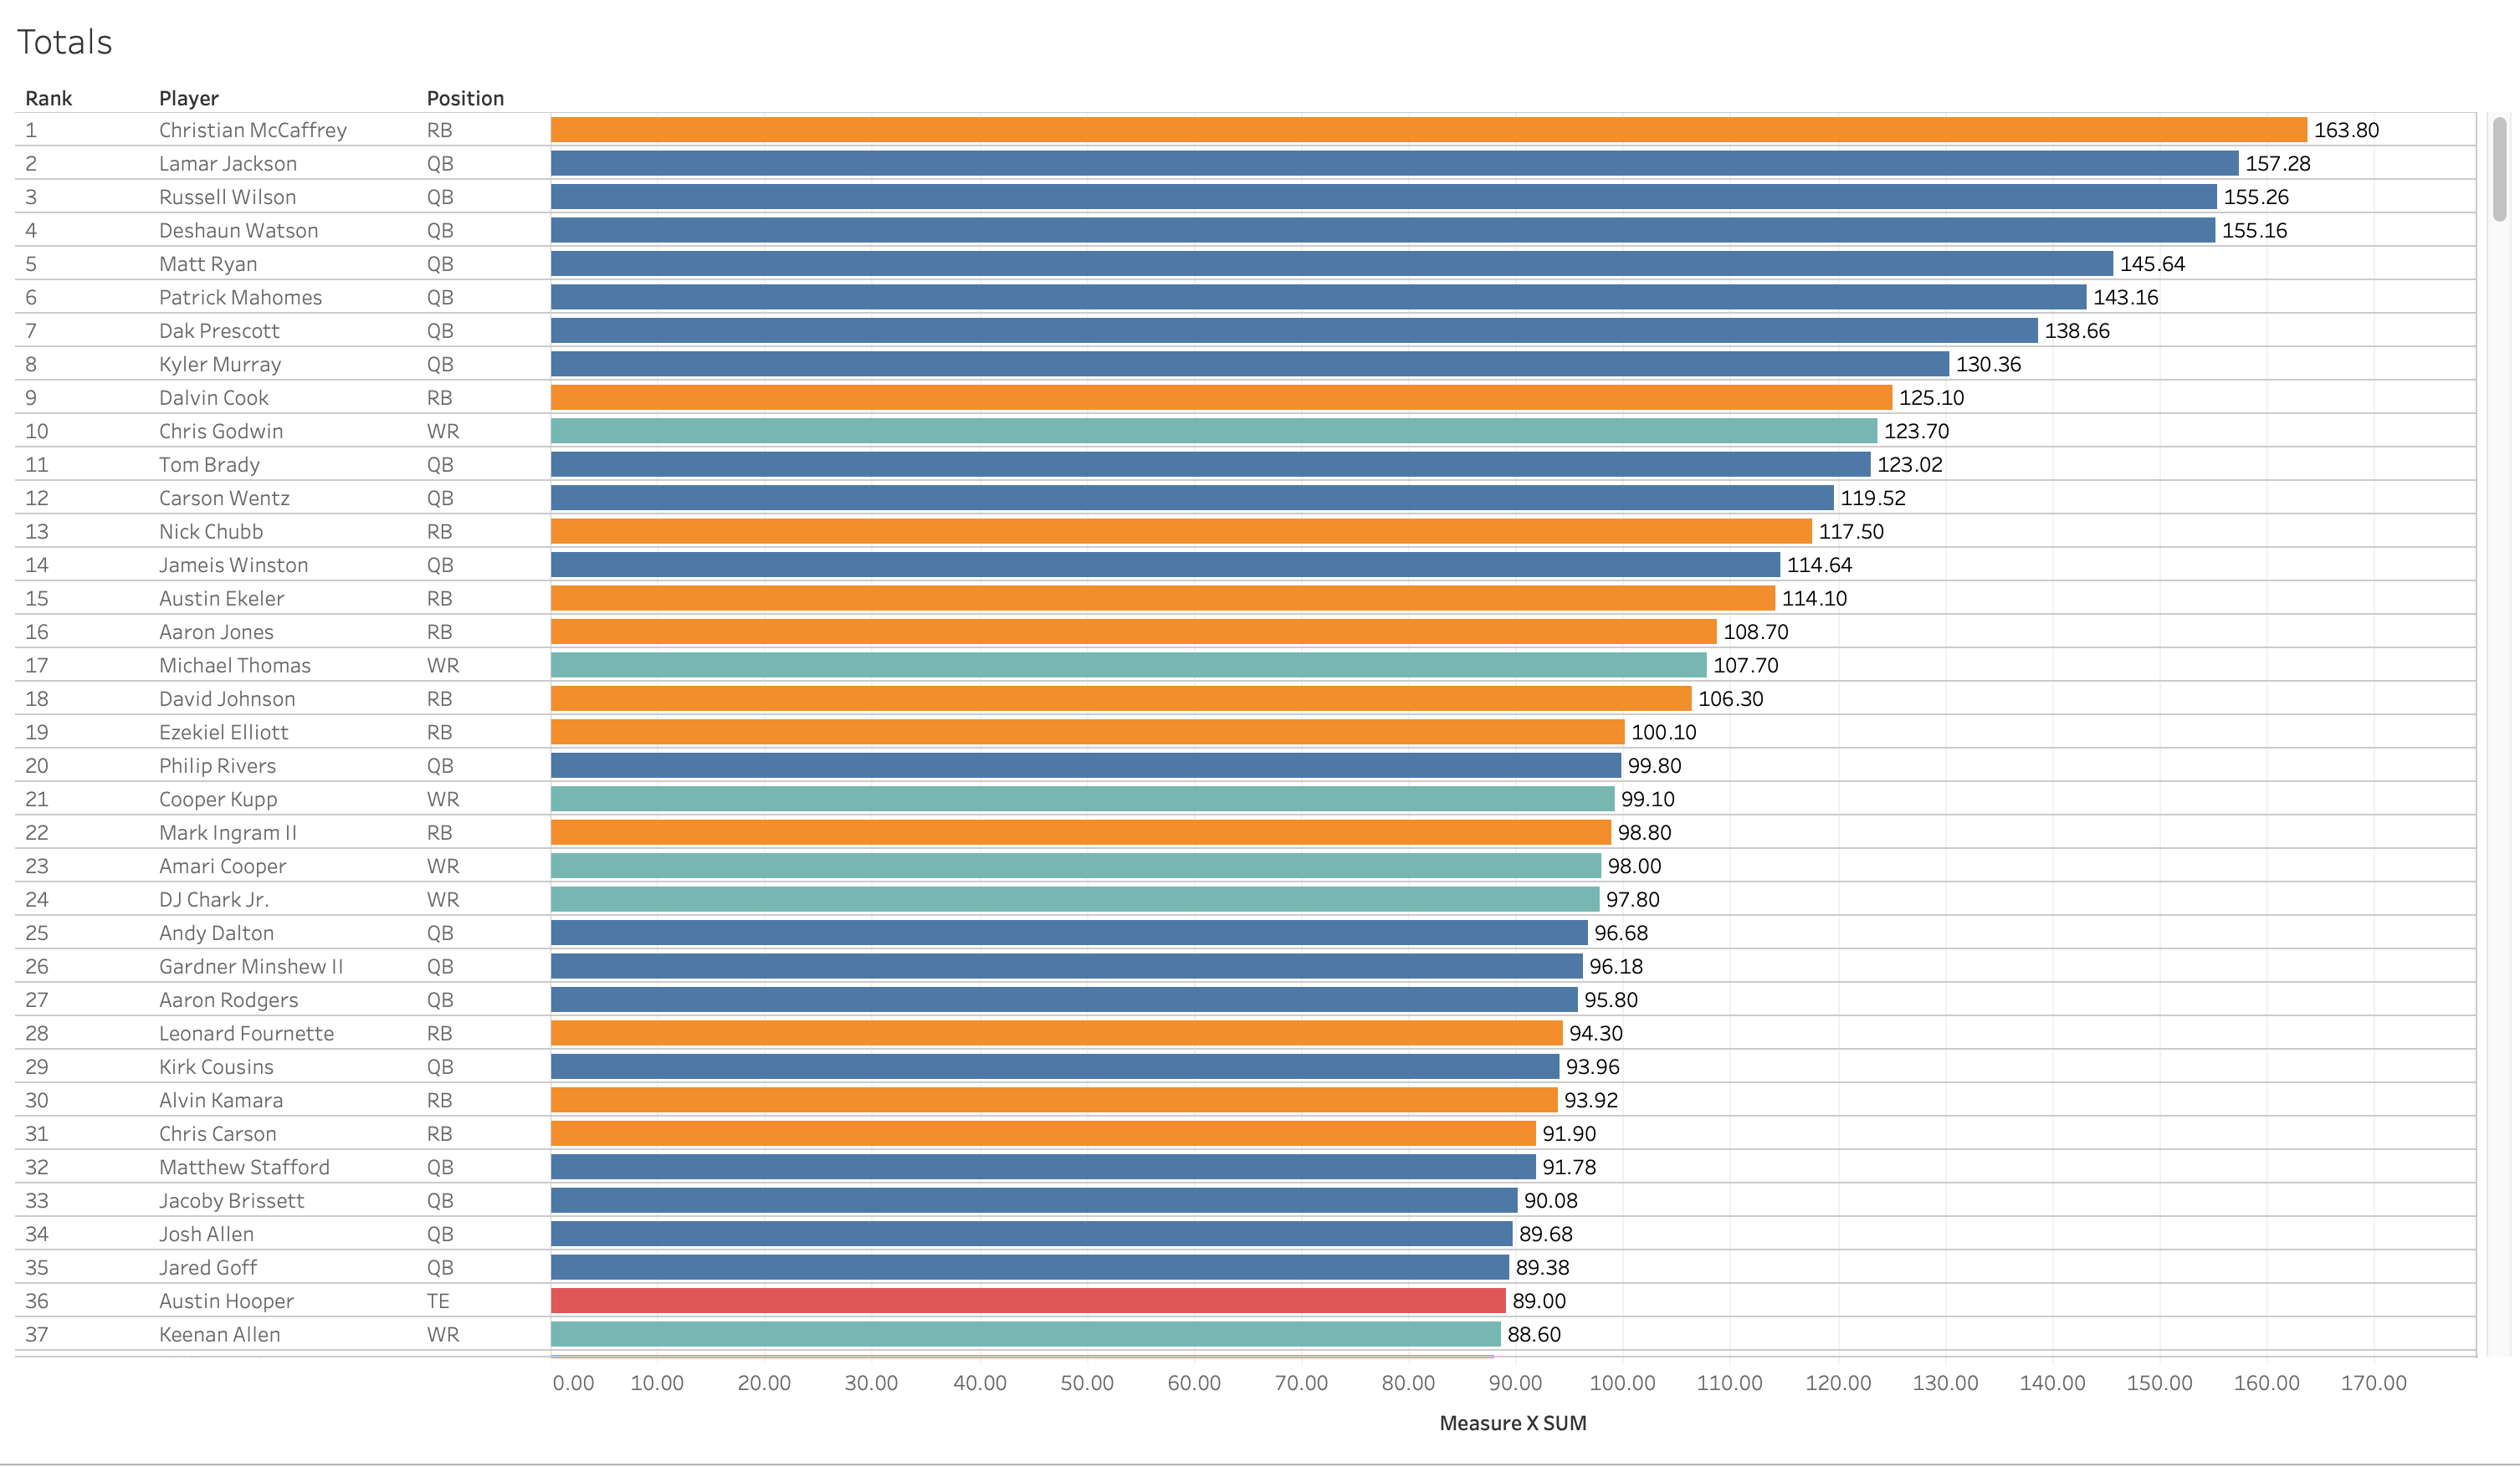 Totals
Rank Player Position
1 Christian McCaffrey RB 163.80
2 Lamar Jackson QB 157.28
3 Russell Wilson QB 155.26
4 Deshaun Watson QB 155.16
5 Matt Ryan QB 145.64
6 Patrick Mahomes QB 143.16
7 Dak Prescott QB 138.66
8 Kyler Murray QB 130.36
9 Dalvin Cook RB 125.10
10 Chris Godwin WR 123.70
11 Tom Brady QB 123.02
12 Carson Wentz QB 119.52
13 Nick Chubb RB 117.50
14 Jameis Winston QB 114.64
15 Austin Ekeler RB 114.10
16 Aaron Jones RB 108.70
17 Michael Thomas WR 107.70
18 David Johnson RB 106.30
19 Ezekiel Elliott RB 100.10
20 Philip Rivers QB 99.80
21 Cooper Kupp WR 99.10
22 Mark Ingram II RB 98.80
23 Amari Cooper WR 98.00
24 DJ Chark Jr. WR 97.80
25 Andy Dalton QB 96.68
26 Gardner Minshew II QB 96.18
27 Aaron Rodgers QB 95.80
28 Leonard Fournette RB 94.30
29 Kirk Cousins QB 93.96
30 Alvin Kamara RB 93.92
31 Chris Carson RB 91.90
32 Matthew Stafford QB 91.78
33 Jacoby Brissett QB 90.08
34 Josh Allen QB 89.68
35 Jared Goff QB 89.38
36 Austin Hooper TE 89.00
37 Keenan Allen WR 88.60
0.00 10.00 20.00 30.00 40.00 50.00 60.00 70.00 80.00 90.00 100.00 110.00 120.00 130.00 140.00 150.00 160.00 170.00
Measure X SUM